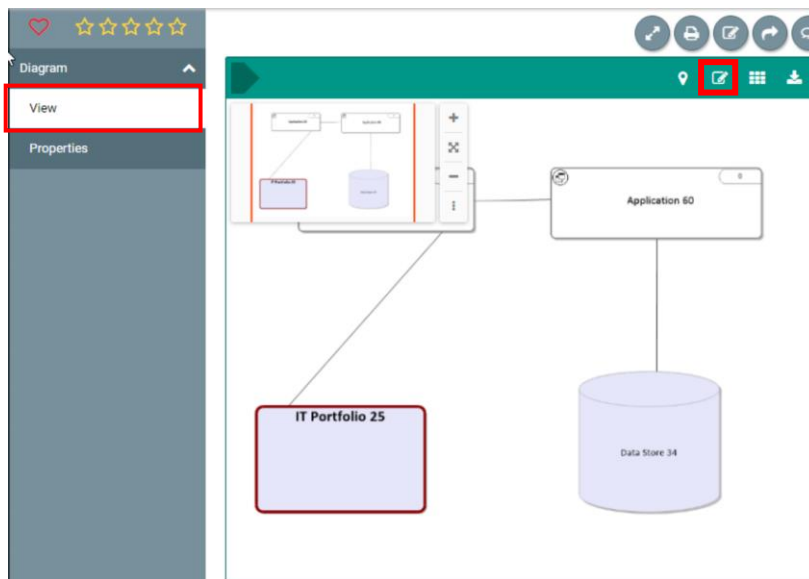 Diagram
View
Properties
0
Application 60
IT Portfolio 25
Data Store 34